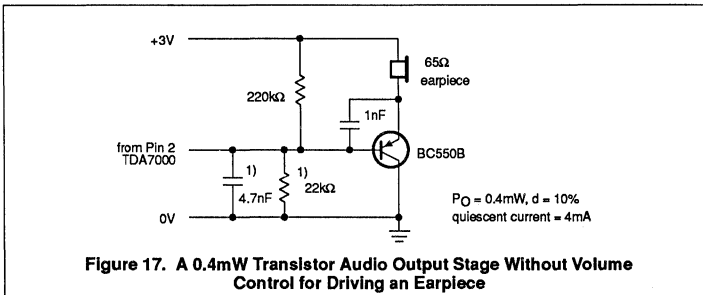 +3V
65Ω
earpiece
220kΩ
1nF
from Pin 2
TDA7000
BC550B
1)
1)
4.7nF
22kΩ
PO = 0.4mW, d = 10%
quiescent current = 4mA
0V
Figure 17. A 0.4mW Transistor Audio Output Stage Without Volume
Control for Driving an Earpiece